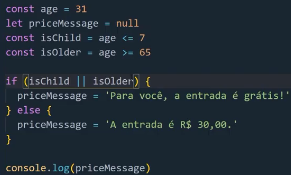 const age = 31
let priceMessage = null
const isChild = age <= 7
const isOlder = age >= 65

if (isChild || isOlder) {
  priceMessage = 'Para você, a entrada é grátis!'
} else {
  priceMessage = 'A entrada é R$ 30,00.'
}

console.log(priceMessage)